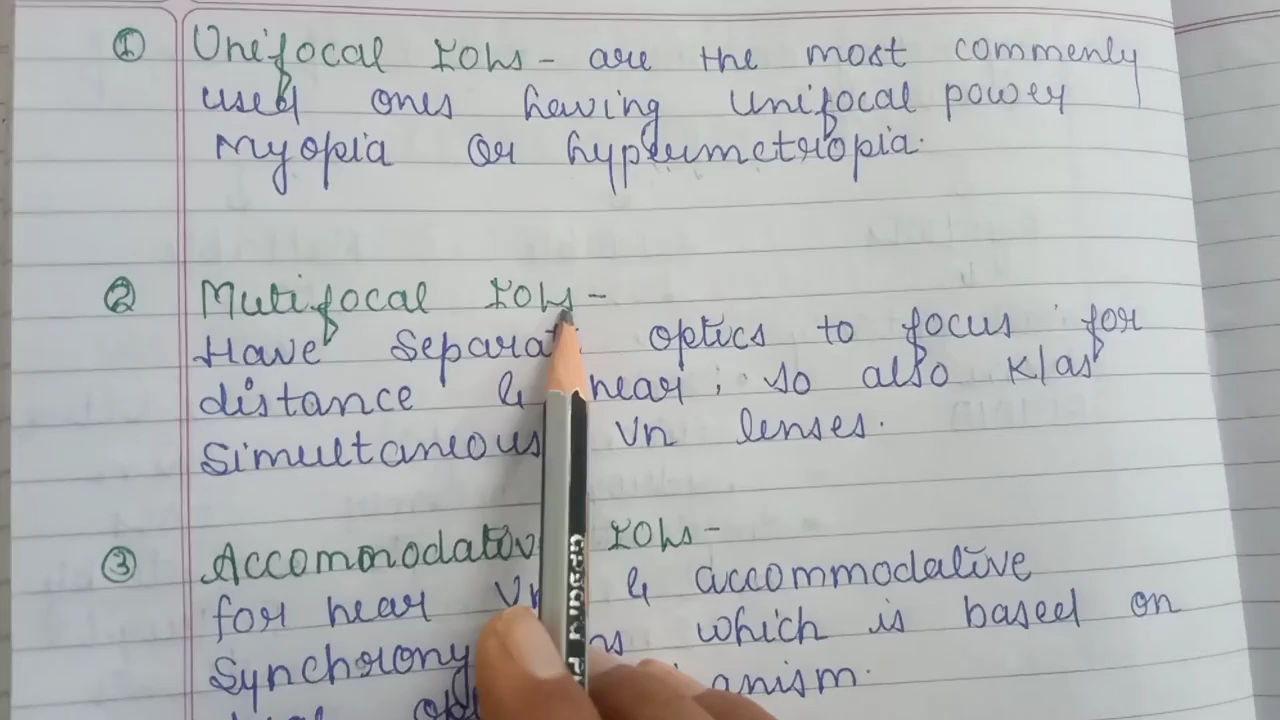 ① Unifocal IOLs - are the most commenly
used ones having unifocal power
myopia or hypermetropia.
② Mutifocal IOLs -
Have separat optics to focus for
distance & near; so also K/as
simultaneous Vn lenses.
③ Accommodativ IOLs -
for near Vn & accommodative
Synchrony which is based on